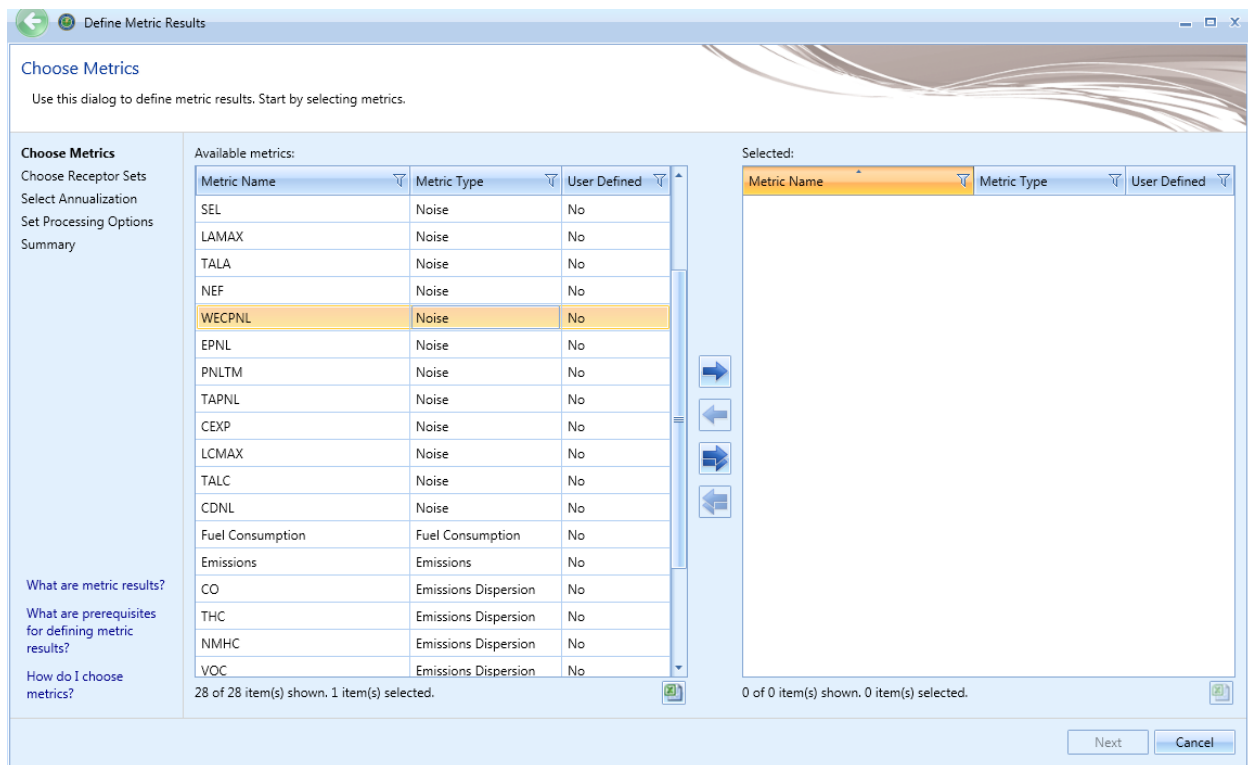 Define Metric Results
Choose Metrics
Use this dialog to define metric results. Start by selecting metrics.
Choose Metrics
Choose Receptor Sets
Select Annualization
Set Processing Options
Summary
What are metric results?
What are prerequisites
for defining metric
results?
How do I choose
metrics?
Available metrics:
Metric Name Metric Type User Defined
SEL Noise No
LAMAX Noise No
TALA Noise No
NEF Noise No
WECPNL Noise No
EPNL Noise No
PNLTM Noise No
TAPNL Noise No
CEXP Noise No
LCMAX Noise No
TALC Noise No
CDNL Noise No
Fuel Consumption Fuel Consumption No
Emissions Emissions No
CO Emissions Dispersion No
THC Emissions Dispersion No
NMHC Emissions Dispersion No
VOC Emissions Dispersion No
28 of 28 item(s) shown. 1 item(s) selected.
Selected:
Metric Name Metric Type User Defined
0 of 0 item(s) shown. 0 item(s) selected.
Next Cancel